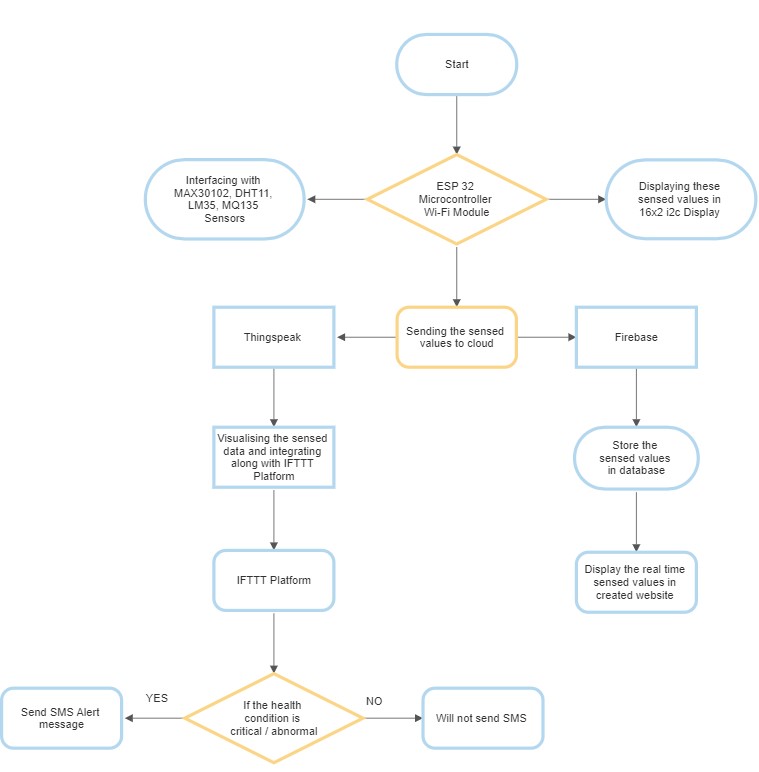 Start
Interfacing with
MAX30102, DHT11,
LM35, MQ135
Sensors
ESP 32
Microcontroller
Wi-Fi Module
Displaying these
sensed values in
16x2 i2c Display
Thingspeak
Sending the sensed
values to cloud
Firebase
Visualising the sensed
data and integrating
along with IFTTT
Platform
Store the
sensed values
in database
IFTTT Platform
Display the real time
sensed values in
created website
Send SMS Alert
message
YES
If the health
condition is
critical / abnormal
NO
Will not send SMS